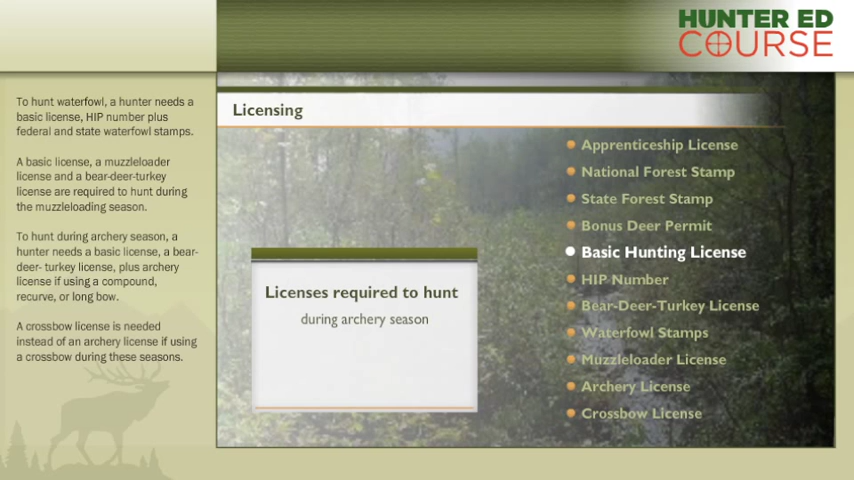 HUNTER ED
COURSE
To hunt waterfowl, a hunter needs a
basic license, HIP number plus
federal and state waterfowl stamps.
A basic license, a muzzleloader
license and a bear-deer-turkey
license are required to hunt during
the muzzleloading season.
To hunt during archery season, a
hunter needs a basic license, a bear-
deer- turkey license, plus archery
license if using a compound,
recurve, or long bow.
A crossbow license is needed
instead of an archery license if using
a crossbow during these seasons.
Licensing
Licenses required to hunt
during archery season
Apprenticeship License
National Forest Stamp
State Forest Stamp
Bonus Deer Permit
Basic Hunting License
HIP Number
Bear-Deer-Turkey License
Waterfowl Stamps
Muzzleloader License
Archery License
Crossbow License